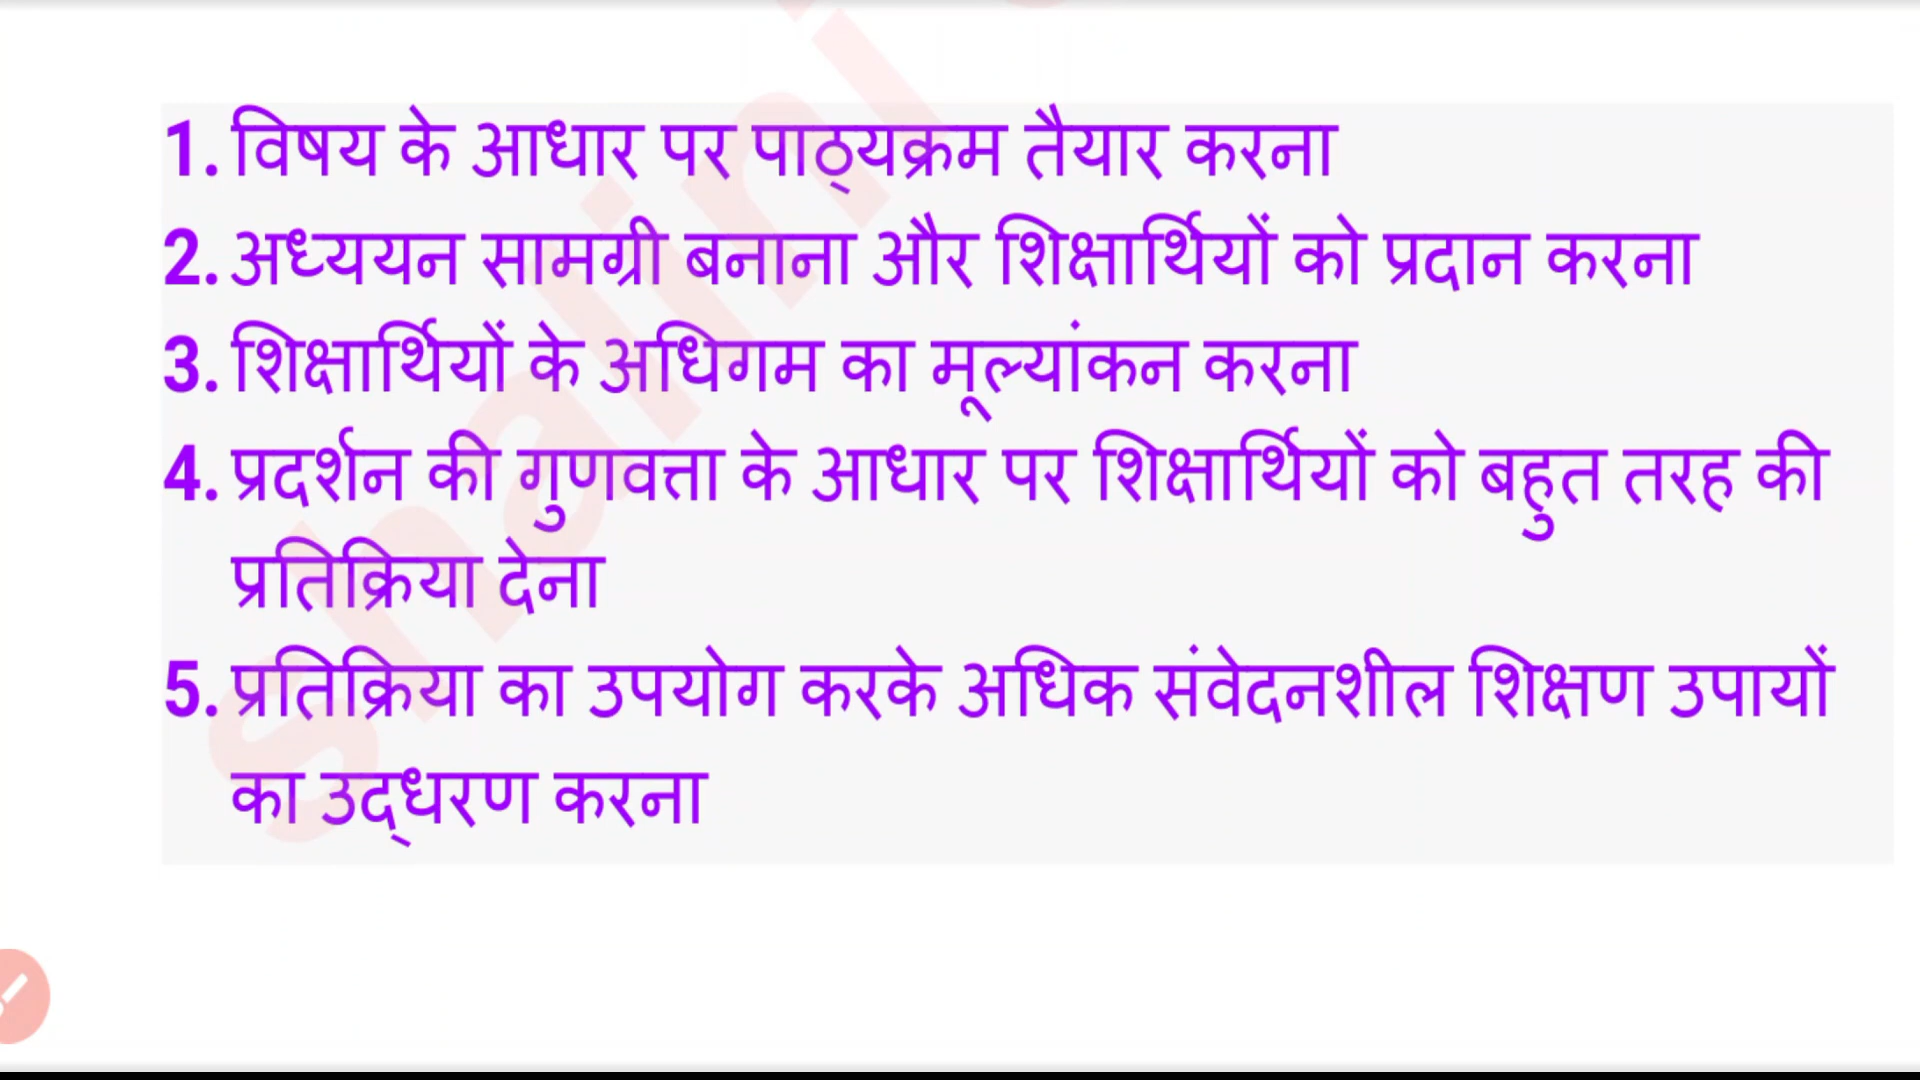 1. विषय के आधार पर पाठ्यक्रम तैयार करना
2. अध्ययन सामग्री बनाना और शिक्षार्थियों को प्रदान करना
3. शिक्षार्थियों के अधिगम का मूल्यांकन करना
4. प्रदर्शन की गुणवत्ता के आधार पर शिक्षार्थियों को बहुत तरह की
प्रतिक्रिया देना
5. प्रतिक्रिया का उपयोग करके अधिक संवेदनशील शिक्षण उपायों
का उद्धरण करना
shalini